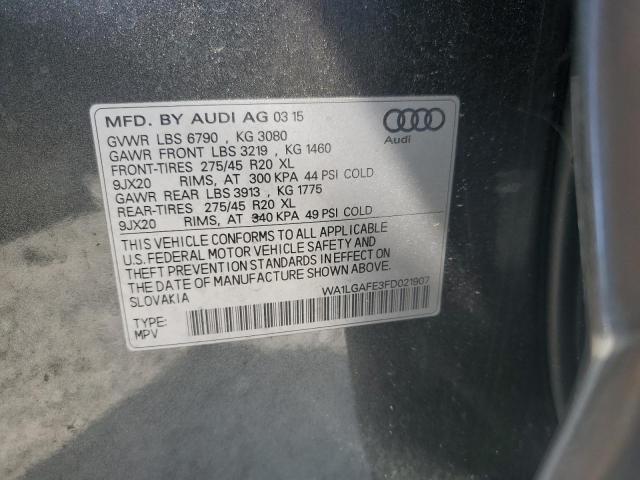 MFD. BY AUDI AG 03 15
GVWR LBS 6790 , KG 3080
GAWR FRONT LBS 3219 , KG 1460
FRONT-TIRES 275/45 R20 XL
9JX20 RIMS, AT 300 KPA 44 PSI COLD
GAWR REAR LBS 3913 , KG 1775
REAR-TIRES 275/45 R20 XL
9JX20 RIMS, AT 340 KPA 49 PSI COLD
THIS VEHICLE CONFORMS TO ALL APPLICABLE
U.S. FEDERAL MOTOR VEHICLE SAFETY AND
THEFT PREVENTION STANDARDS IN EFFECT ON
THE DATE OF MANUFACTURE SHOWN ABOVE.
SLOVAKIA
WA1LGAFE3FD021907
TYPE:
MPV
Audi